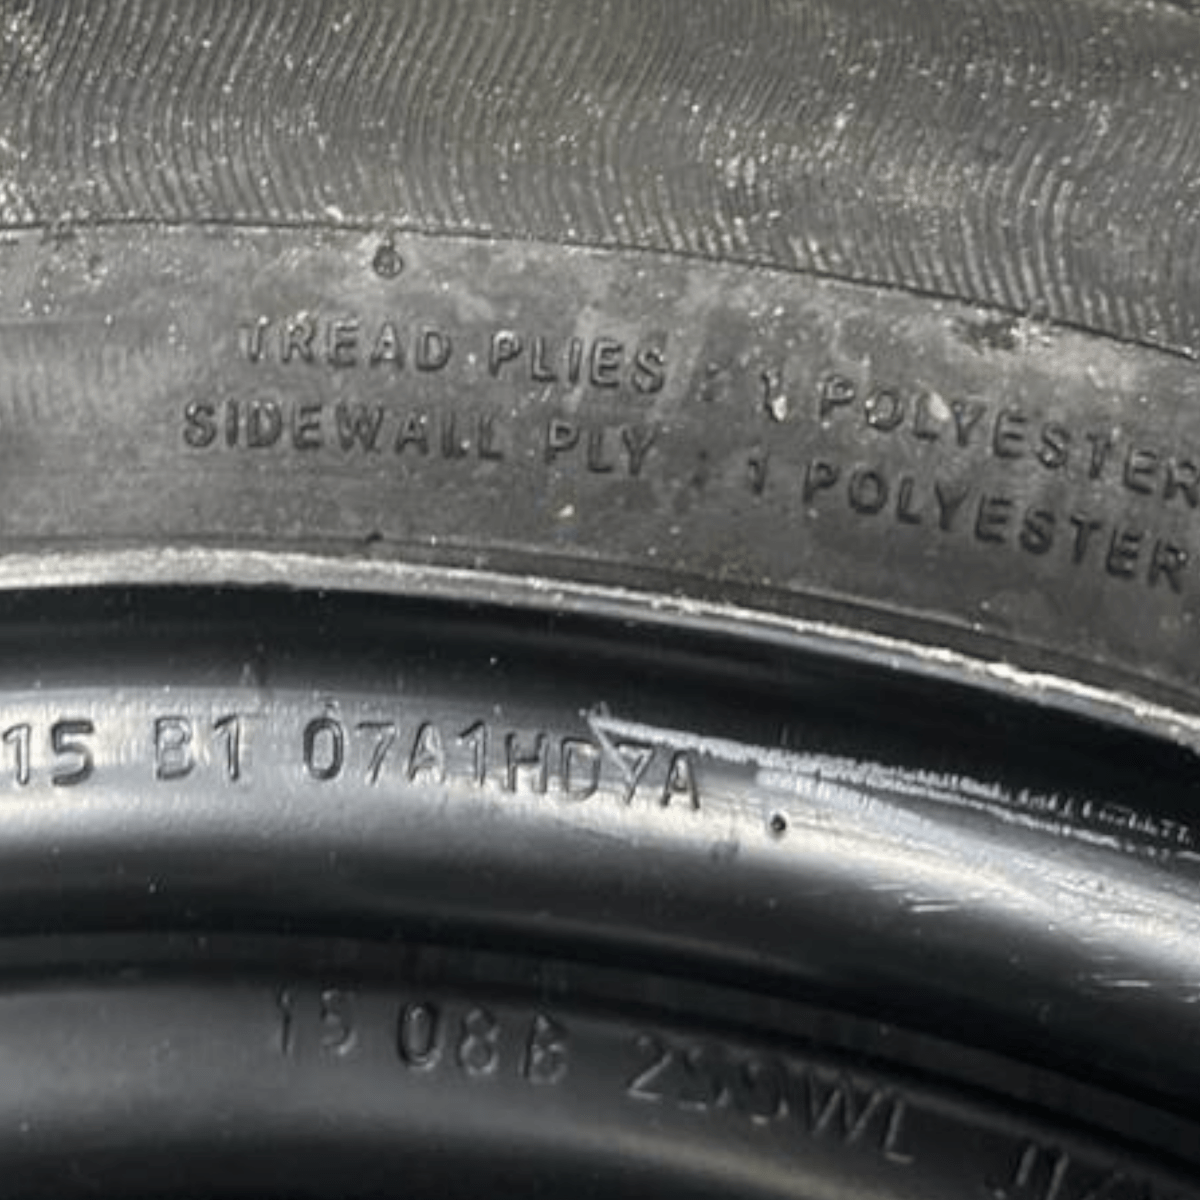 TREAD PLIES : 1 POLYESTER
SIDEWALL PLY : 1 POLYESTER
15 B1 07A1HD7A
15 08B